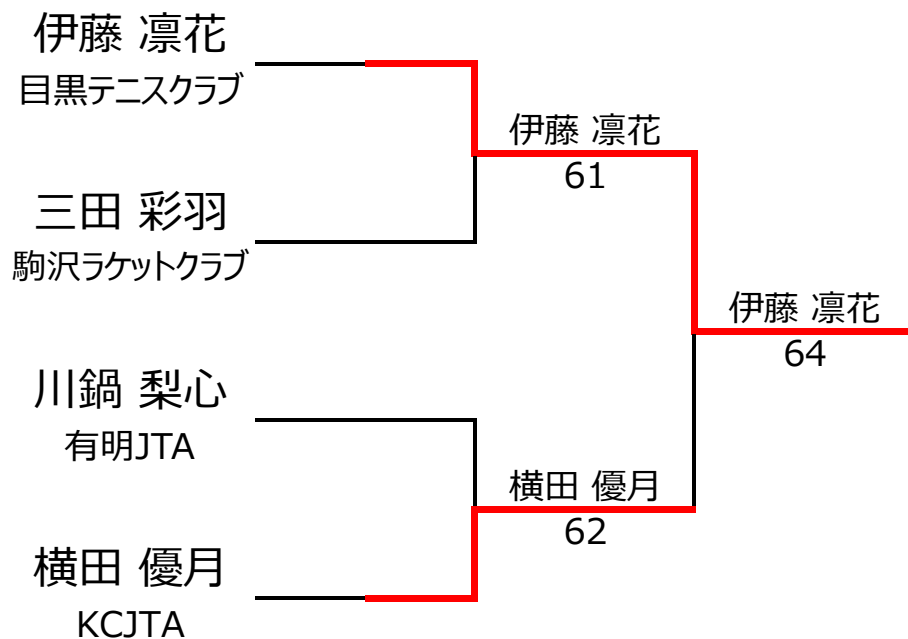 伊藤 凛花
目黒テニスクラブ
三田 彩羽
駒沢ラケットクラブ
川鍋 梨心
有明JTA
横田 優月
KCJTA
伊藤 凛花
61
横田 優月
62
伊藤 凛花
64